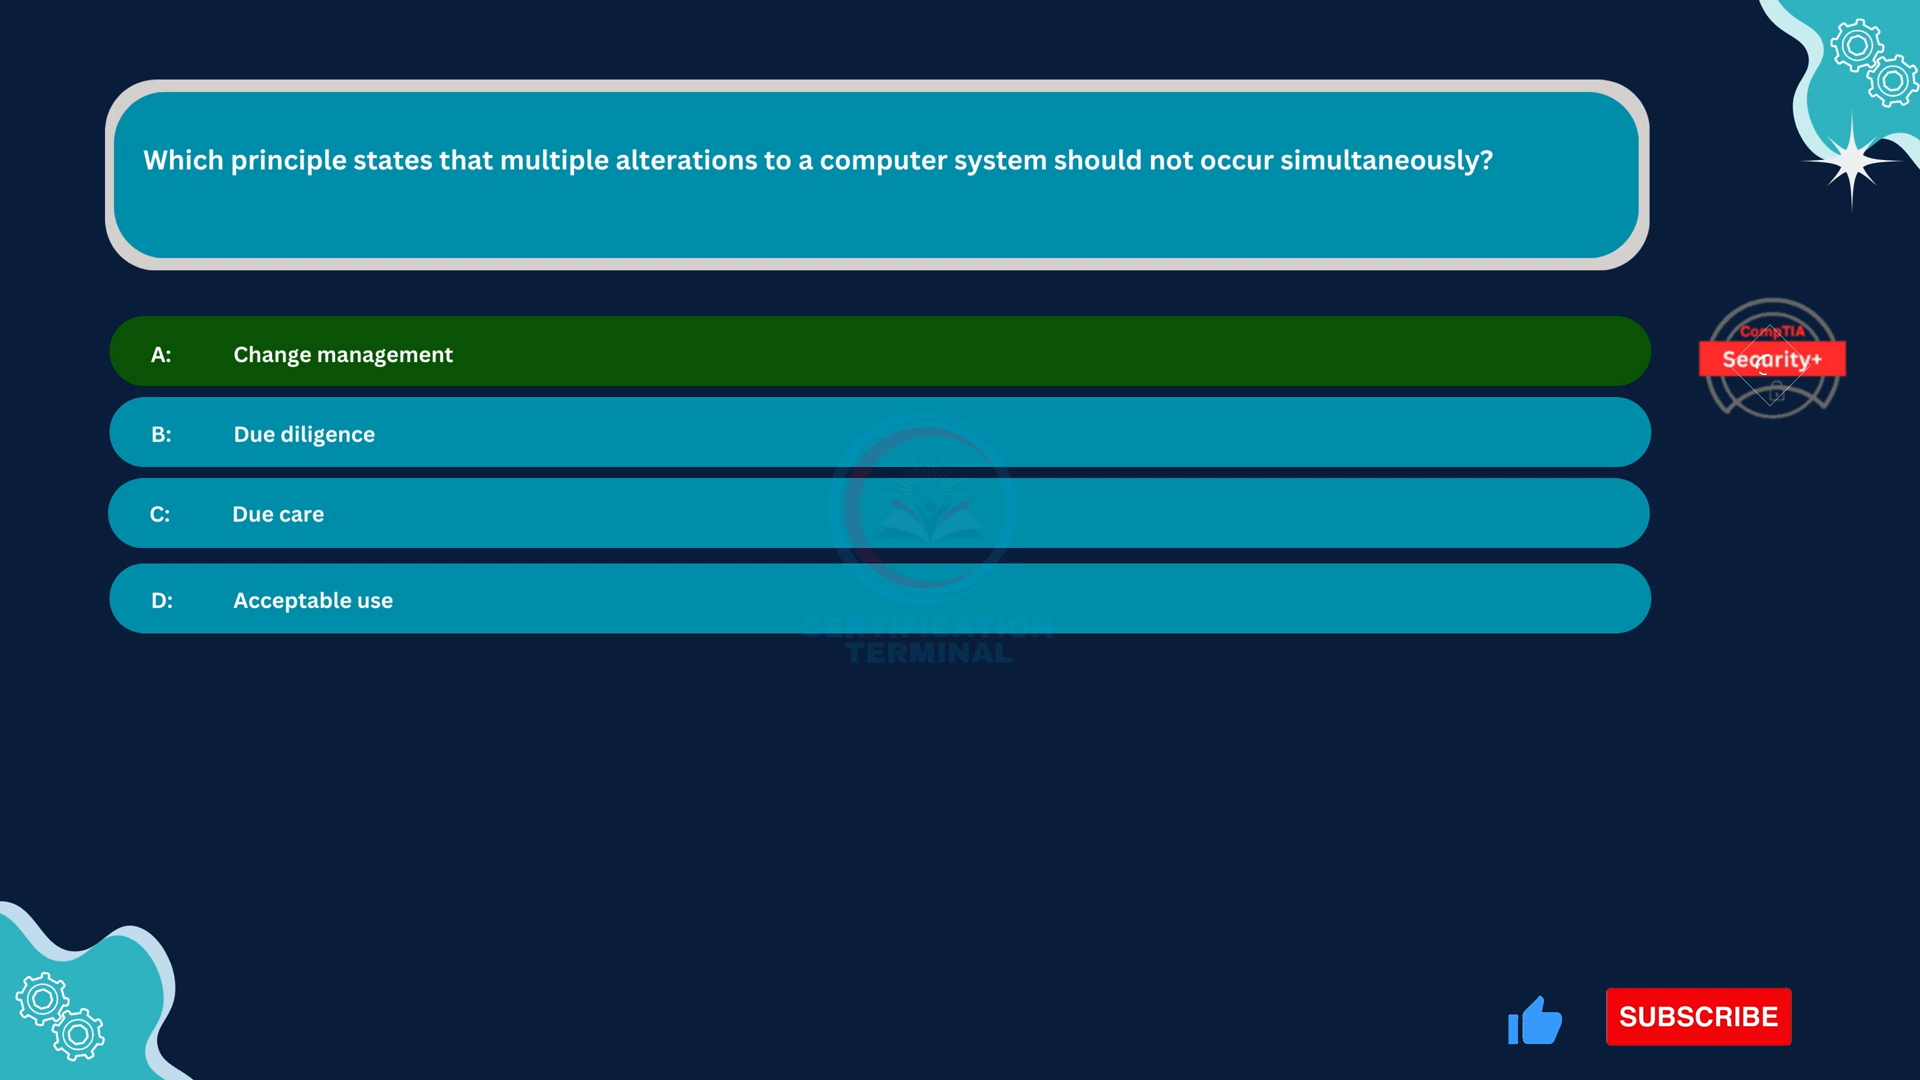 Which principle states that multiple alterations to a computer system should not occur simultaneously?
A: Change management
B: Due diligence
C: Due care
D: Acceptable use
CompTIA
Security+
CERTIFICATION
TERMINAL
SUBSCRIBE